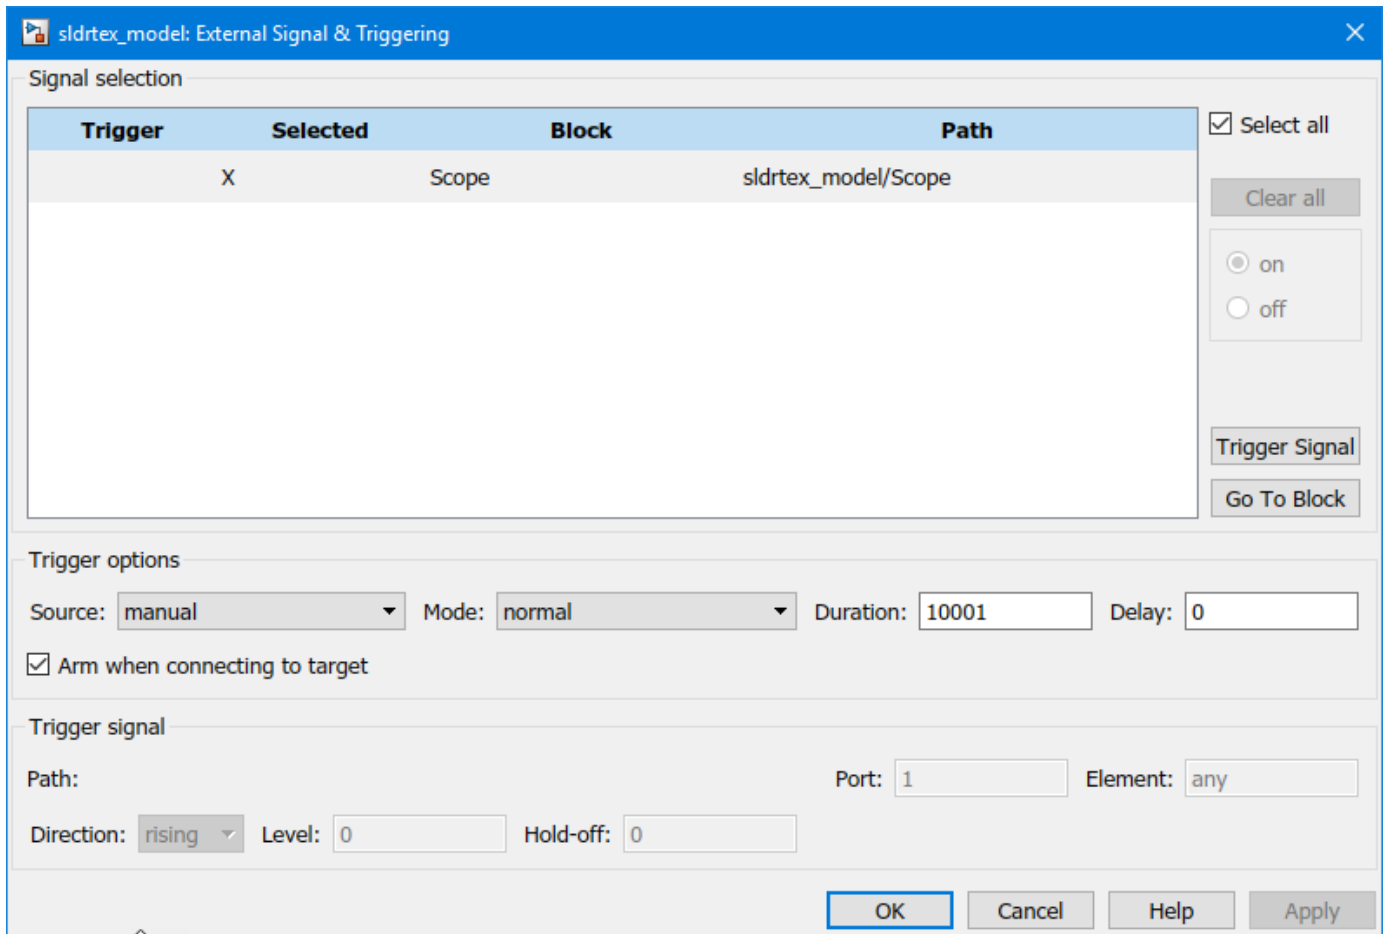 sldrtex_model: External Signal & Triggering
Signal selection
Trigger Selected Block Path
X Scope sldrtex_model/Scope
Select all
Clear all
on
off
Trigger Signal
Go To Block
Trigger options
Source: manual Mode: normal Duration: 10001 Delay: 0
Arm when connecting to target
Trigger signal
Path: Port: 1 Element: any
Direction: rising Level: 0 Hold-off: 0
OK Cancel Help Apply